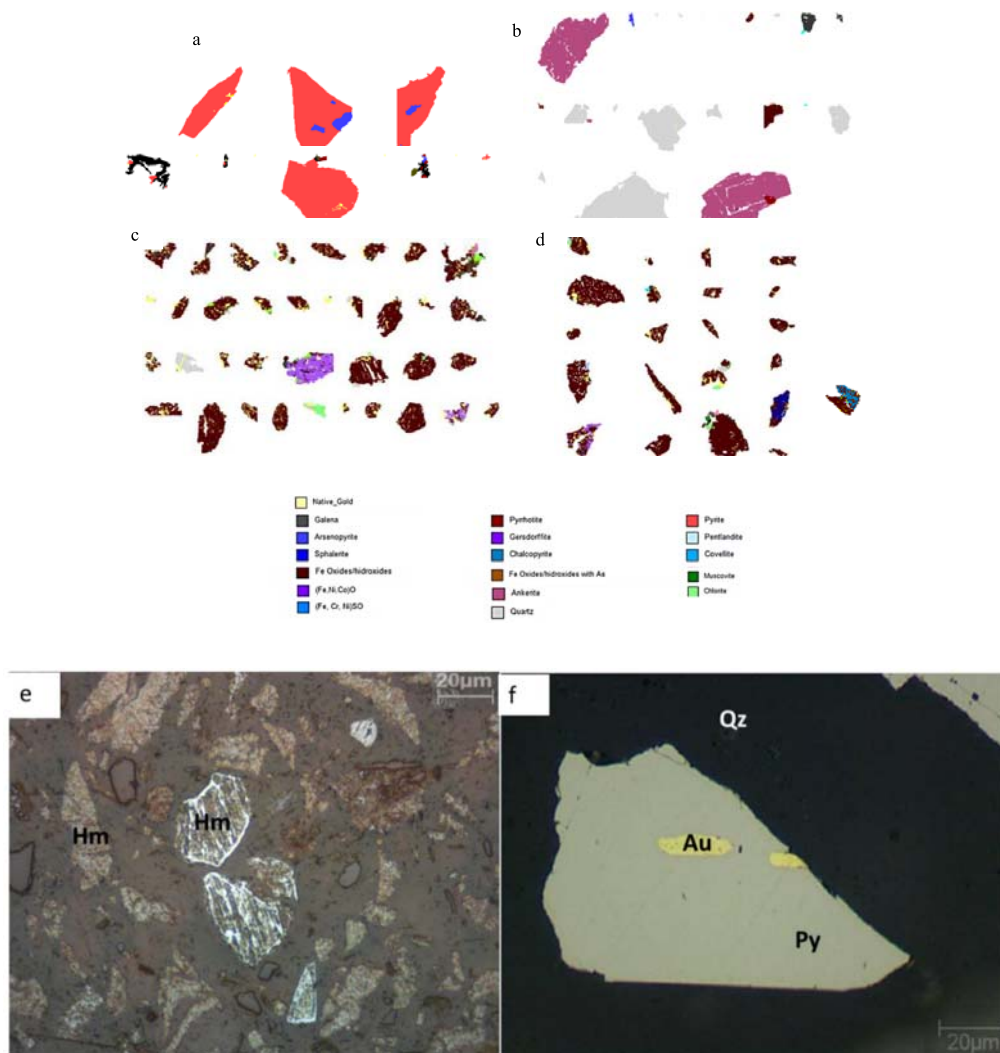 a
b
c
d
Native_Gold
Galena
Pyrrhotite
Pyrite
Arsenopyrite
Gersdorffite
Pentlandite
Sphalerite
Chalcopyrite
Covellite
Fe Oxides/hidroxides
Fe Oxides/hidroxides with As
Muscovite
(Fe,Ni,Co)O
Ankerite
Chlorite
(Fe, Cr, Ni)SO
Quartz
e
20µm
Hm
Hm
f
Qz
Au
Py
20µm